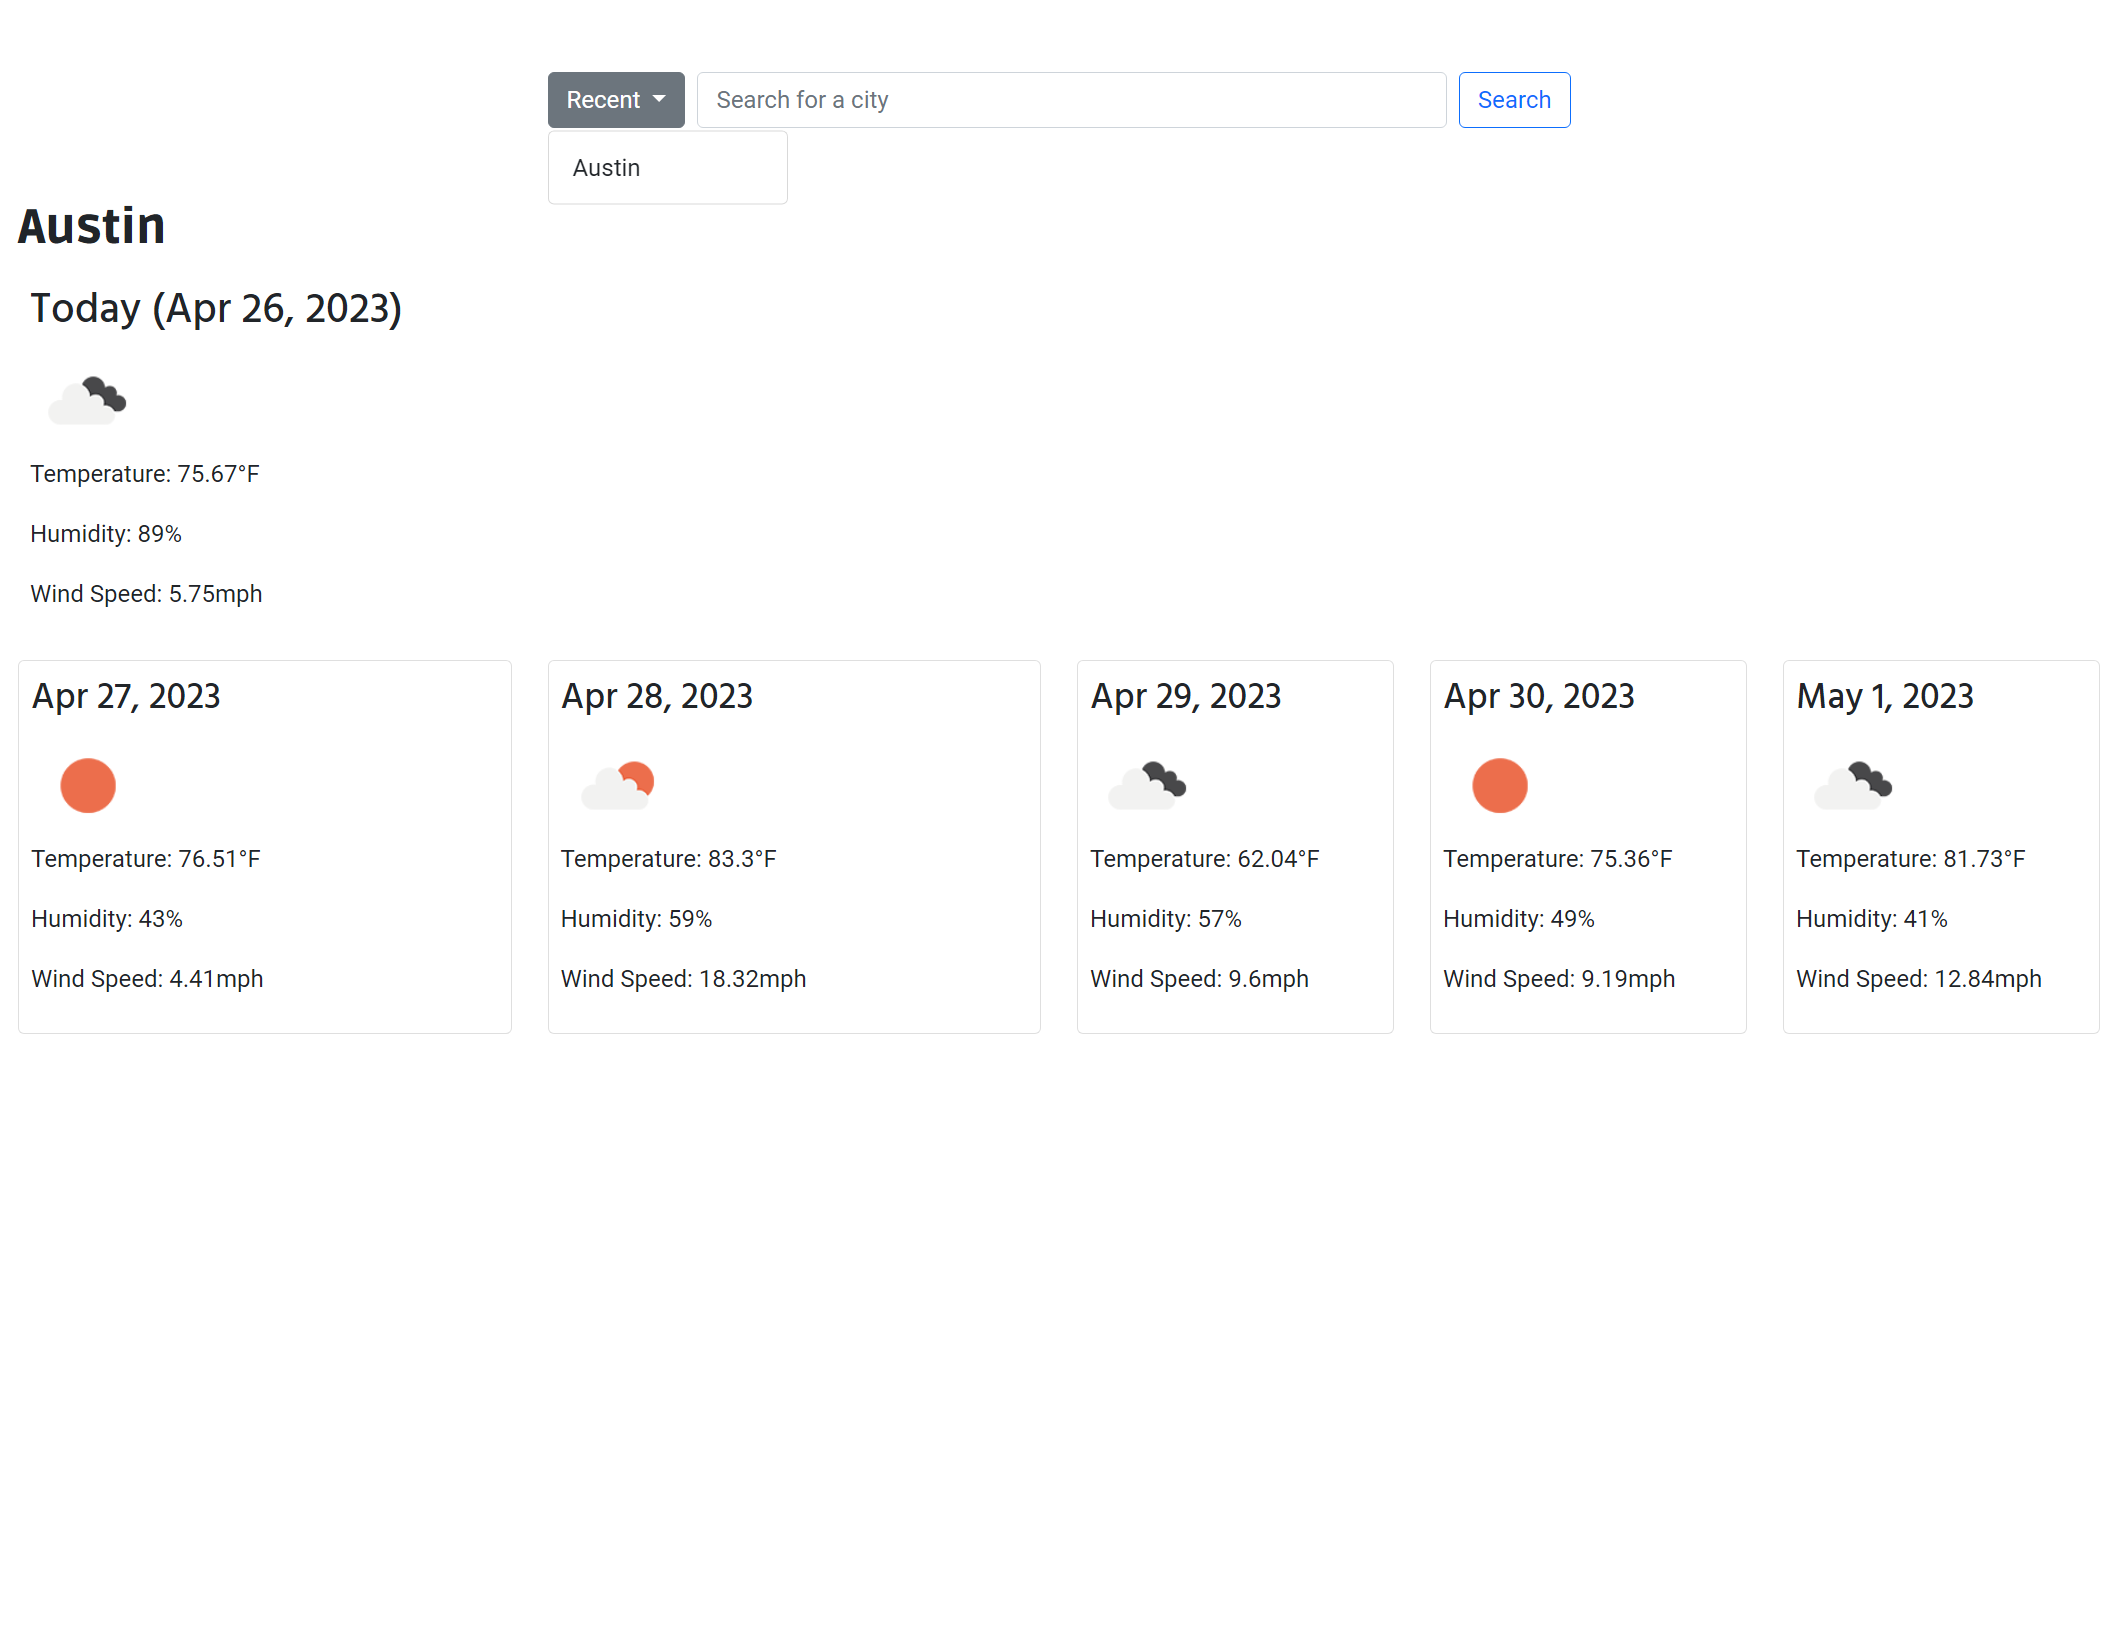 Recent
Search for a city
Search
Austin
Austin
Today (Apr 26, 2023)
Temperature: 75.67°F
Humidity: 89%
Wind Speed: 5.75mph
Apr 27, 2023
Temperature: 76.51°F
Humidity: 43%
Wind Speed: 4.41mph
Apr 28, 2023
Temperature: 83.3°F
Humidity: 59%
Wind Speed: 18.32mph
Apr 29, 2023
Temperature: 62.04°F
Humidity: 57%
Wind Speed: 9.6mph
Apr 30, 2023
Temperature: 75.36°F
Humidity: 49%
Wind Speed: 9.19mph
May 1, 2023
Temperature: 81.73°F
Humidity: 41%
Wind Speed: 12.84mph